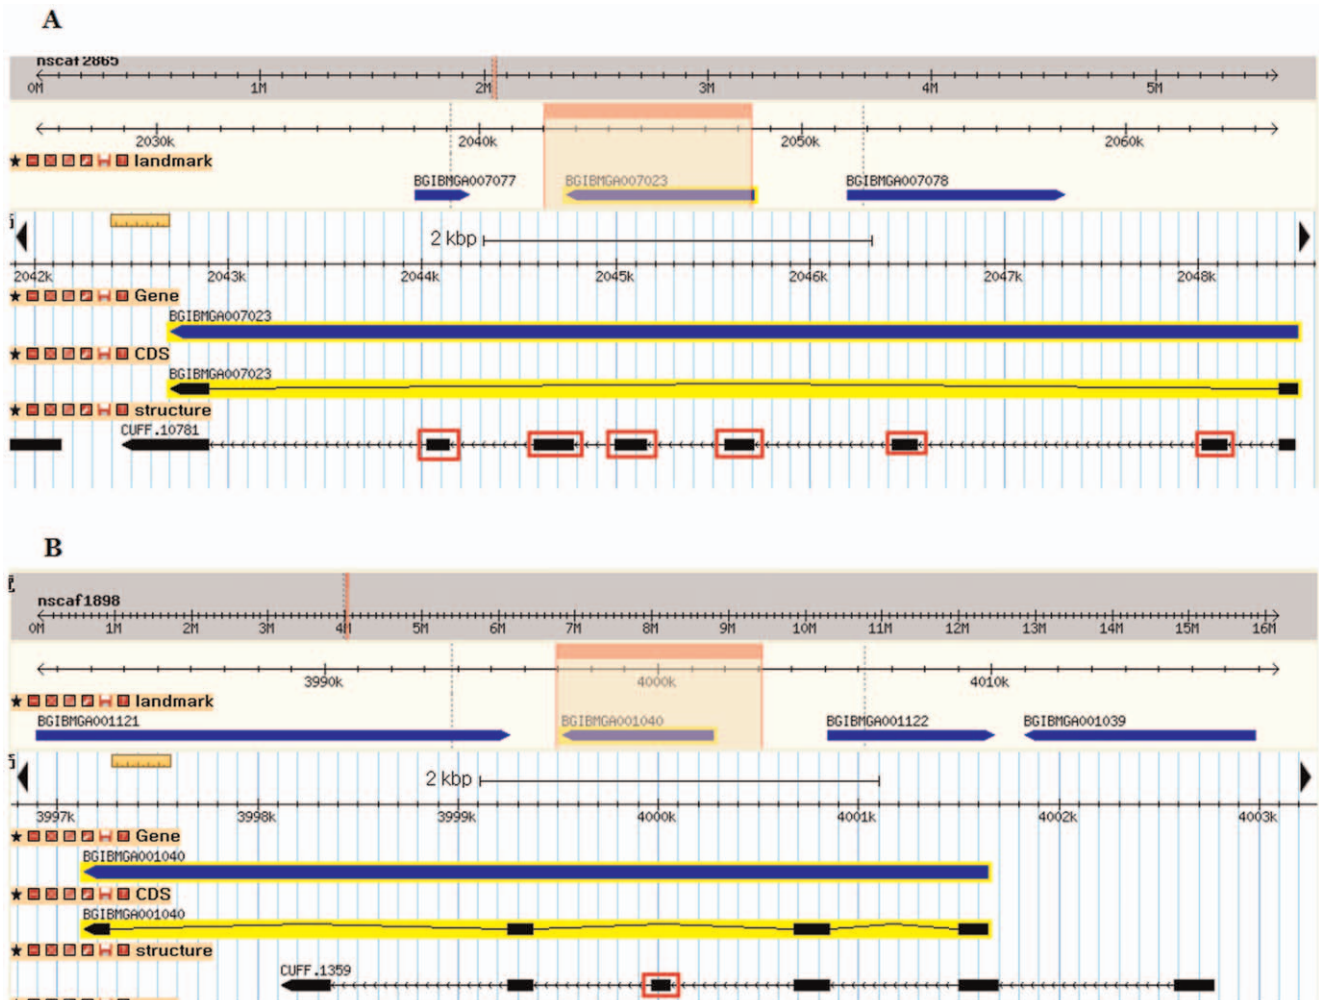 A
nscaf2865
0M 1M 2M 3M 4M 5M
2030k 2040k 2050k 2060k
landmark
BGIBMGA007077 BGIBMGA007023 BGIBMGA007078
2 kbp
2042k 2043k 2044k 2045k 2046k 2047k 2048k
Gene
BGIBMGA007023
CDS
BGIBMGA007023
structure
CUFF.10781
B
nscaf1898
0M 1M 2M 3M 4M 5M 6M 7M 8M 9M 10M 11M 12M 13M 14M 15M 16M
3990k 4000k 4010k
landmark
BGIBMGA001121 BGIBMGA001040 BGIBMGA001122 BGIBMGA001039
2 kbp
3997k 3998k 3999k 4000k 4001k 4002k 4003k
Gene
BGIBMGA001040
CDS
BGIBMGA001040
structure
CUFF.1359